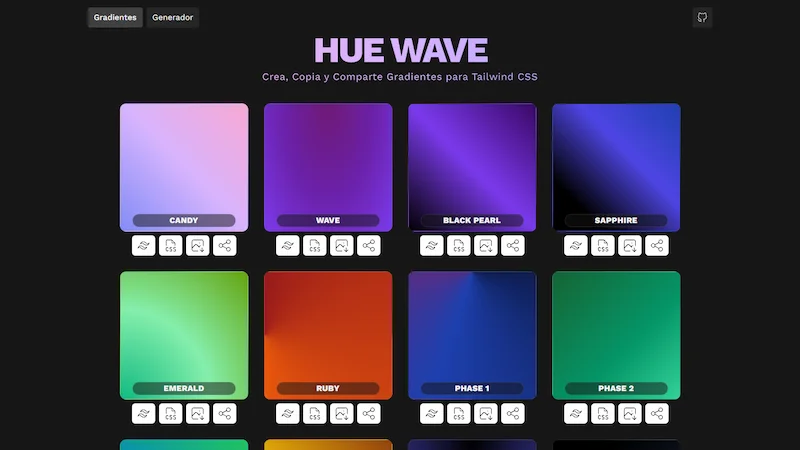 Gradientes Generador
HUE WAVE
Crea, Copia y Comparte Gradientes para Tailwind CSS
CANDY WAVE BLACK PEARL SAPPHIRE
CSS CSS CSS CSS
EMERALD RUBY PHASE 1 PHASE 2
CSS CSS CSS CSS